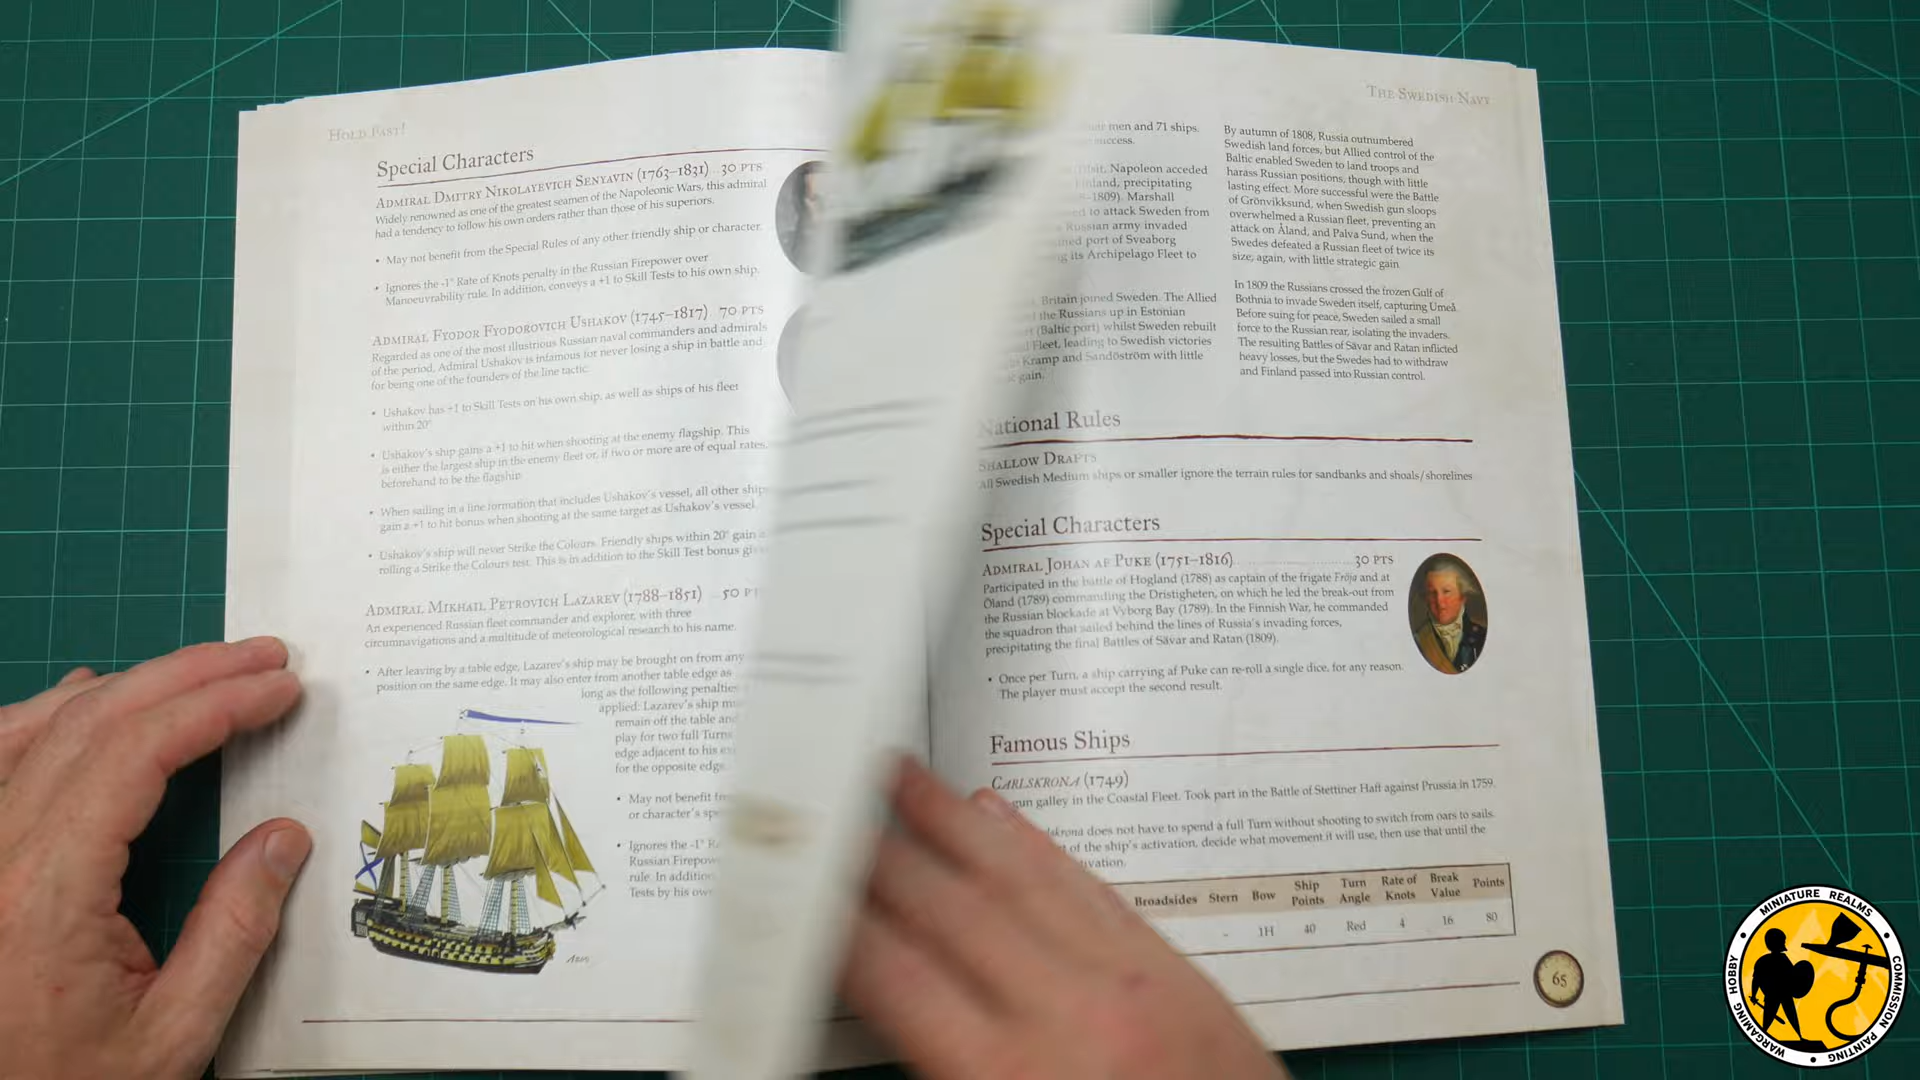 HOLD FAST!
Special Characters
ADMIRAL DMITRY NIKOLAYEVICH SENYAVIN (1763–1831) 30 PTS
Widely renowned as one of the greatest seamen of the Napoleonic Wars, this admiral
had a tendency to follow his own orders rather than those of his superiors.
• May not benefit from the Special Rules of any other friendly ship or character.
• Ignores the -1" Rate of Knots penalty in the Russian Firepower over
Manoeuvrability rule. In addition, conveys a +1 to Skill Tests to his own ship.
ADMIRAL FYODOR FYODOROVICH USHAKOV (1745–1817) 70 PTS
Regarded as one of the most illustrious Russian naval commanders and admirals
of the period, Admiral Ushakov is infamous for never losing a ship in battle and
for being one of the founders of the line tactic.
• Ushakov has +1 to Skill Tests on his own ship, as well as ships of his fleet
within 20"
• Ushakov's ship gains a +1 to hit when shooting at the enemy flagship. This
is either the largest ship in the enemy fleet or, if two or more are of equal rates,
beforehand to be the flagship.
• When sailing in a line formation that includes Ushakov's vessel, all other ship
gain a +1 to hit bonus when shooting at the same target as Ushakov's vessel.
• Ushakov's ship will never Strike the Colours. Friendly ships within 20" gain
rolling a Strike the Colours test. This is in addition to the Skill Test bonus
ADMIRAL MIKHAIL PETROVICH LAZAREV (1788–1851) 50 P
An experienced Russian fleet commander and explorer, with three
circumnavigations and a multitude of meteorological research to his name.
• After leaving by a table edge, Lazarev's ship may be brought on from any
position on the same edge. It may also enter from another table edge as
long as the following penalties
applied: Lazarev's ship
remain off the table and
play for two full Turns
edge adjacent to his
for the opposite edge.
• May not benefit
or character's
• Ignores the -1"
Russian
rule. In addition
Tests by his
THE SWEDISH NAVY
men and 71 ships.
success.
Napoleon acceded
precipitating
-1809). Marshall
to attack Sweden from
Russian army invaded
port of Sveaborg
its Archipelago Fleet to
Britain joined Sweden. The Allied
the Russians up in Estonian
(Baltic port) whilst Sweden rebuilt
Fleet, leading to Swedish victories
Kramp and Sandöström with little
gain.
By autumn of 1808, Russia outnumbered
Swedish land forces, but Allied control of the
Baltic enabled Sweden to land troops and
harass Russian positions, though with little
lasting effect. More successful were the Battle
of Grönvikksund, when Swedish gun sloops
overwhelmed a Russian fleet, preventing an
attack on Åland, and Palva Sund, when the
Swedes defeated a Russian fleet of twice its
size, again, with little strategic gain.
In 1809 the Russians crossed the frozen Gulf of
Bothnia to invade Sweden itself, capturing Umeå.
Before suing for peace, Sweden sailed a small
force to the Russian rear, isolating the invaders.
The resulting Battles of Sävar and Ratan inflicted
heavy losses, but the Swedes had to withdraw
and Finland passed into Russian control.
National Rules
SHALLOW DRAFTS
All Swedish Medium ships or smaller ignore the terrain rules for sandbanks and shoals/shorelines
Special Characters
ADMIRAL JOHAN AF PUKE (1751–1816) 30 PTS
Participated in the battle of Hogland (1788) as captain of the frigate Fröja and at
Öland (1789) commanding the Dristigheten, on which he led the break-out from
the Russian blockade at Vyborg Bay (1789). In the Finnish War, he commanded
the squadron that sailed behind the lines of Russia's invading forces,
precipitating the final Battles of Sävar and Ratan (1809).
• Once per Turn, a ship carrying af Puke can re-roll a single dice, for any reason.
The player must accept the second result.
Famous Ships
CARLSKRONA (1749)
gun galley in the Coastal Fleet. Took part in the Battle of Stettiner Haff against Prussia in 1759.
does not have to spend a full Turn without shooting to switch from oars to sails.
of the ship's activation, decide what movement it will use, then use that until the
Broadsides Stern Bow Ship Points Turn Angle Rate of Knots Break Value Points
- 1H 40 Red 4 16 80
65
MINIATURE REALMS
WARGAMING HOBBY
COMMISSION PAINTING